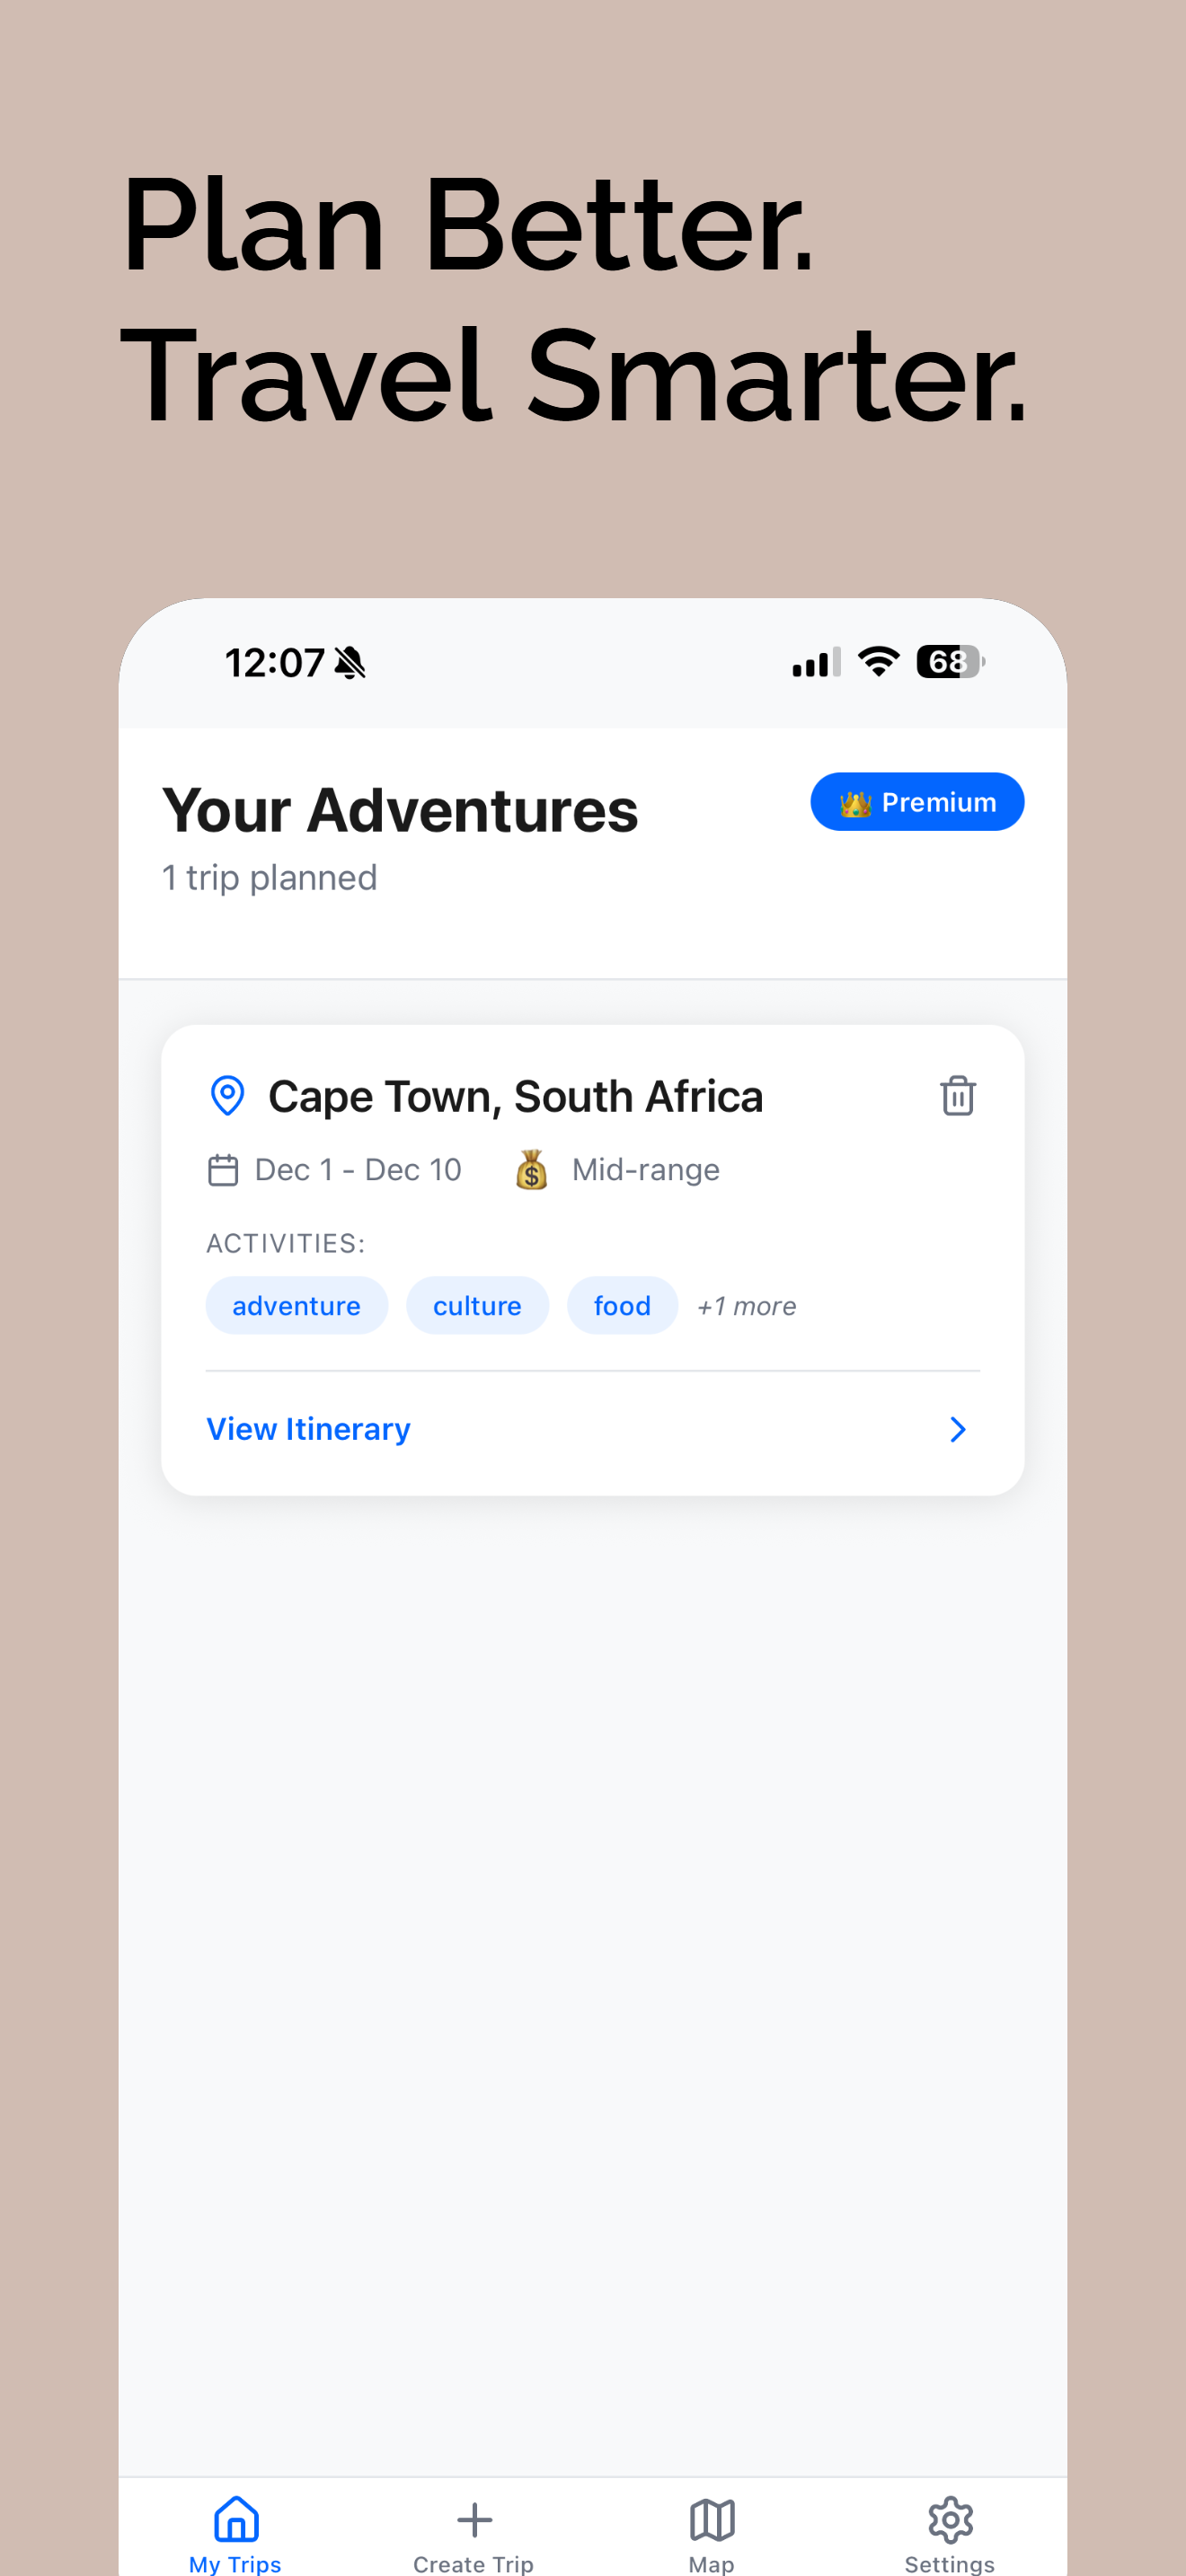 Plan Better.
Travel Smarter.
12:07
68
Your Adventures
Premium
1 trip planned
Cape Town, South Africa
Dec 1 - Dec 10 Mid-range
ACTIVITIES:
adventure culture food +1 more
View Itinerary
My Trips Create Trip Map Settings